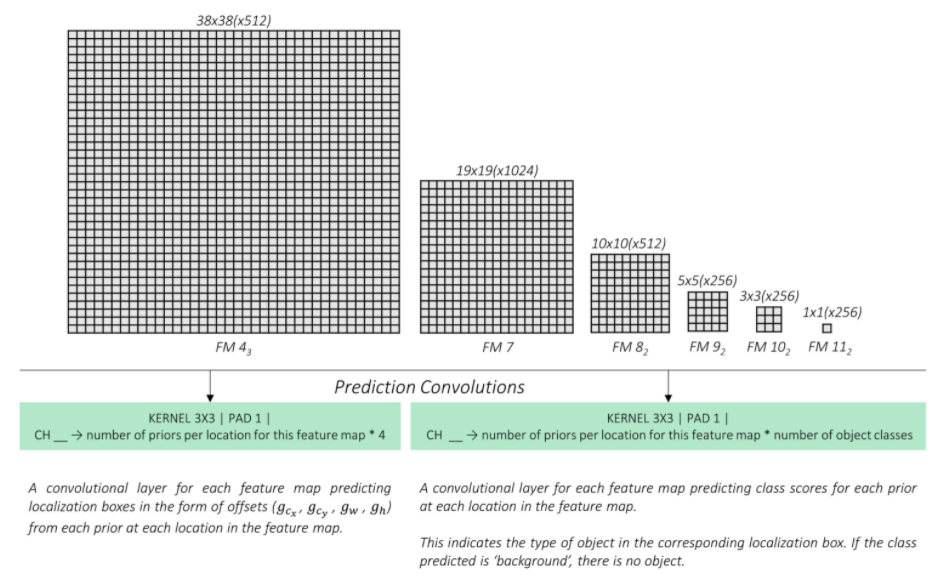 38x38(x512)
19x19(x1024)
10x10(x512)
5x5(x256)
3x3(x256)
1x1(x256)
FM 4₃
FM 7
FM 8₂
FM 9₂
FM 10₂
FM 11₂
Prediction Convolutions
KERNEL 3X3 | PAD 1 |
CH __ → number of priors per location for this feature map * 4
KERNEL 3X3 | PAD 1 |
CH __ → number of priors per location for this feature map * number of object classes
A convolutional layer for each feature map predicting
localization boxes in the form of offsets (g_{c_x}, g_{c_y}, g_w, g_h)
from each prior at each location in the feature map.
A convolutional layer for each feature map predicting class scores for each prior
at each location in the feature map.
This indicates the type of object in the corresponding localization box. If the class
predicted is ‘background’, there is no object.